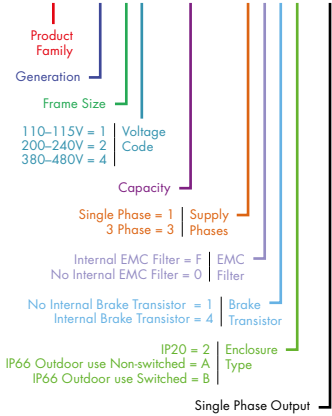 Product
Family
Generation
Frame Size
110–115V = 1
200–240V = 2
380–480V = 4
Voltage
Code
Capacity
Single Phase = 1
3 Phase = 3
Supply
Phases
Internal EMC Filter = F
No Internal EMC Filter = 0
EMC
Filter
No Internal Brake Transistor = 1
Internal Brake Transistor = 4
Brake
Transistor
IP20 = 2
IP66 Outdoor use Non-switched = A
IP66 Outdoor use Switched = B
Enclosure
Type
Single Phase Output